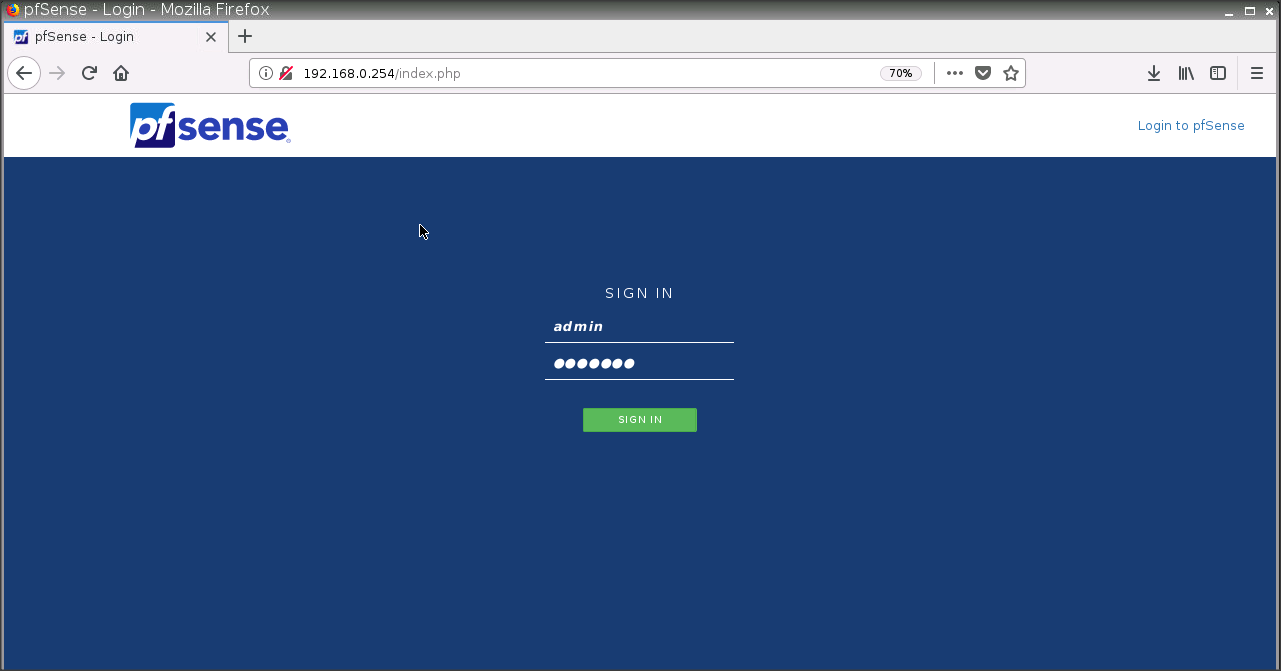 pfSense - Login - Mozilla Firefox
pfSense - Login
192.168.0.254/index.php
70%
pfsense
Login to pfSense
SIGN IN
admin
●●●●●●●
SIGN IN